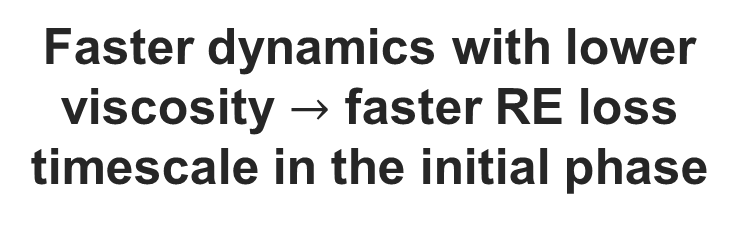 Faster dynamics with lower
viscosity → faster RE loss
timescale in the initial phase